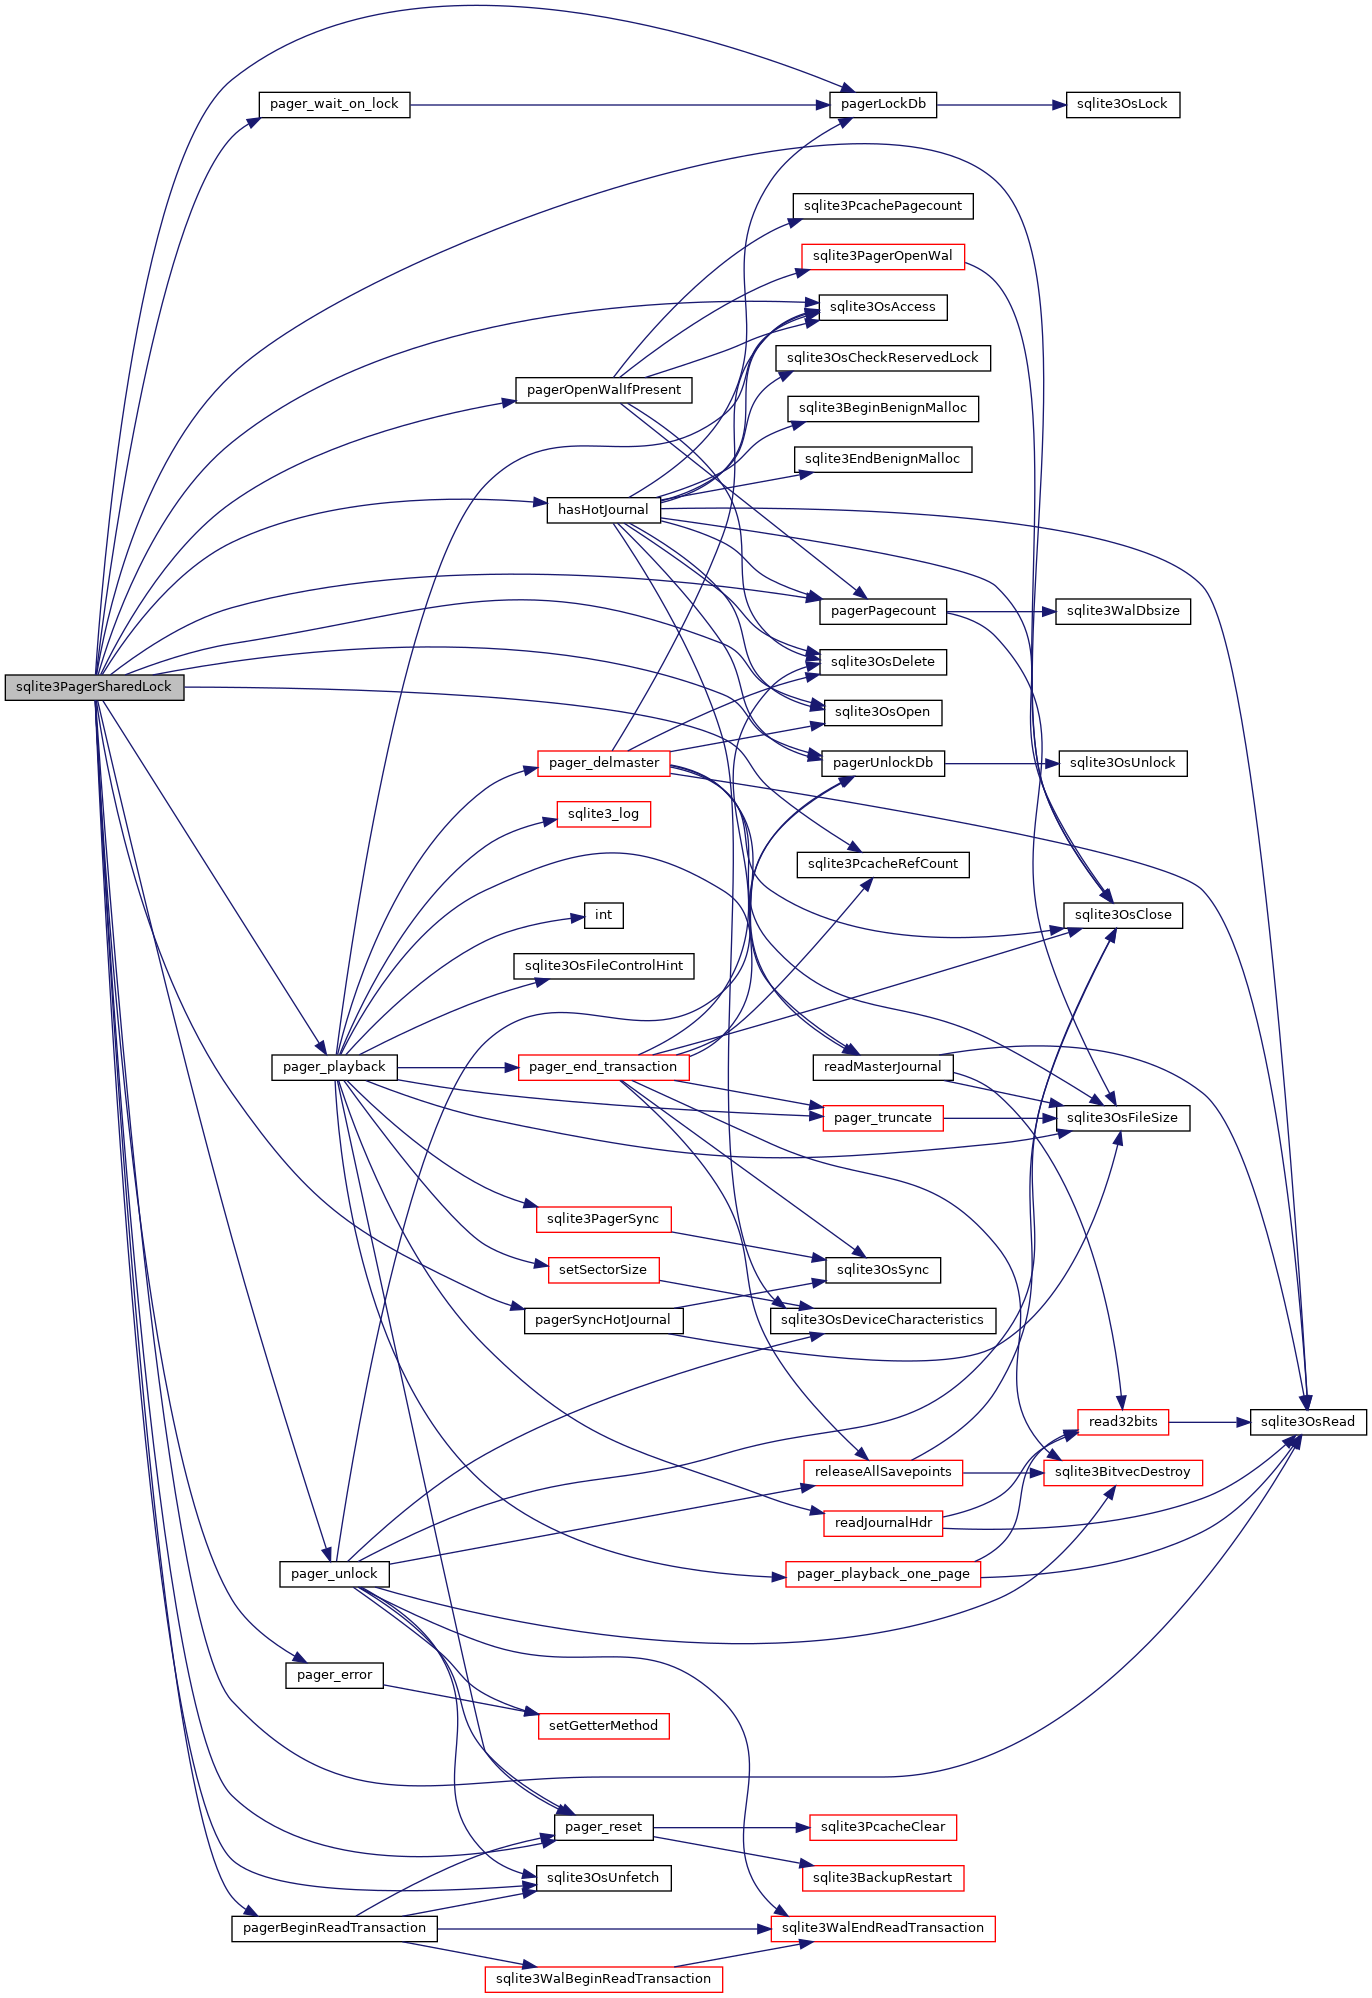 pager_wait_on_lock
pagerLockDb
sqlite3OsLock
sqlite3PcachePagecount
sqlite3PagerOpenWal
sqlite3OsAccess
sqlite3OsCheckReservedLock
pagerOpenWalIfPresent
sqlite3BeginBenignMalloc
sqlite3EndBenignMalloc
hasHotJournal
pagerPagecount
sqlite3WalDbsize
sqlite3OsDelete
sqlite3PagerSharedLock
sqlite3OsOpen
pager_delmaster
pagerUnlockDb
sqlite3OsUnlock
sqlite3_log
sqlite3PcacheRefCount
int
sqlite3OsClose
sqlite3OsFileControlHint
pager_playback
pager_end_transaction
readMasterJournal
pager_truncate
sqlite3OsFileSize
sqlite3PagerSync
setSectorSize
sqlite3OsSync
pagerSyncHotJournal
sqlite3OsDeviceCharacteristics
read32bits
sqlite3OsRead
releaseAllSavepoints
sqlite3BitvecDestroy
readJournalHdr
pager_unlock
pager_playback_one_page
pager_error
setGetterMethod
pager_reset
sqlite3PcacheClear
sqlite3OsUnfetch
sqlite3BackupRestart
pagerBeginReadTransaction
sqlite3WalEndReadTransaction
sqlite3WalBeginReadTransaction